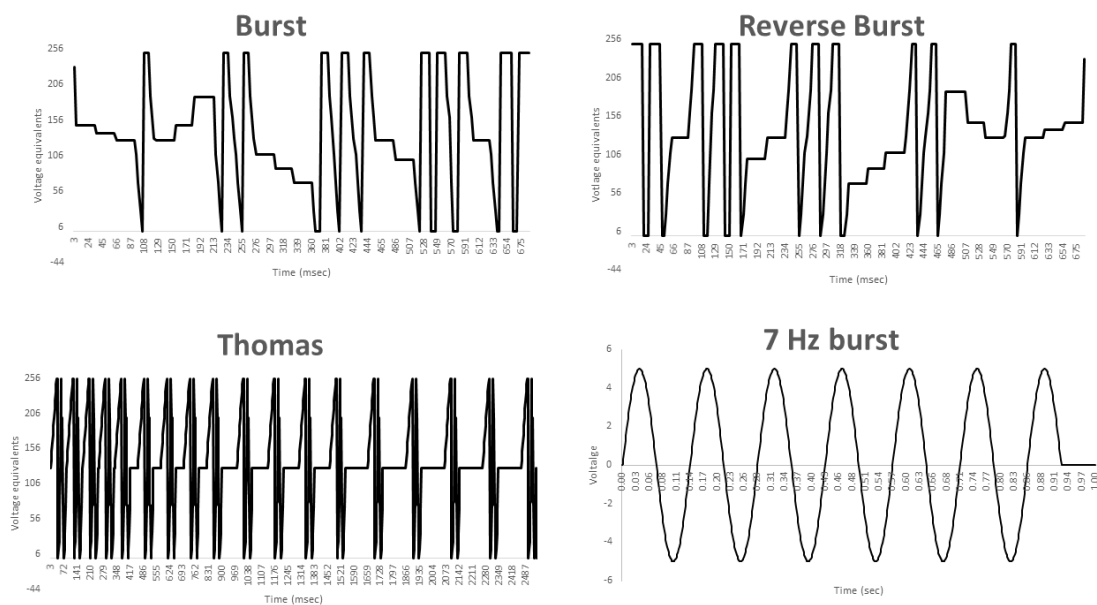 Burst
256
206
156
106
56
6
-44
Voltage equivalents
3 24 45 66 87 108 129 150 171 192 213 234 255 276 297 318 339 360 381 402 423 444 465 486 507 528 549 570 591 612 633 654 675
Time (msec)
Reverse Burst
256
206
156
106
56
6
-44
Votlage equivalents
3 24 45 66 87 108 129 150 171 192 213 234 255 276 297 318 339 360 381 402 423 444 465 486 507 528 549 570 591 612 633 654 675
Time (msec)
Thomas
256
206
156
106
56
6
-44
Voltage equivalents
3 72 141 210 279 348 417 486 555 624 693 762 831 900 969 1038 1107 1176 1245 1314 1383 1452 1521 1590 1659 1728 1797 1866 1935 2004 2073 2142 2211 2280 2349 2418 2487
Time (msec)
7 Hz burst
6
4
2
0
-2
-4
-6
Voltalge
0.00 0.03 0.06 0.08 0.11 0.14 0.17 0.20 0.23 0.26 0.31 0.34 0.37 0.40 0.48 0.51 0.54 0.57 0.60 0.63 0.66 0.68 0.71 0.74 0.77 0.80 0.83 0.88 0.91 0.94 0.97 1.00
Time (sec)